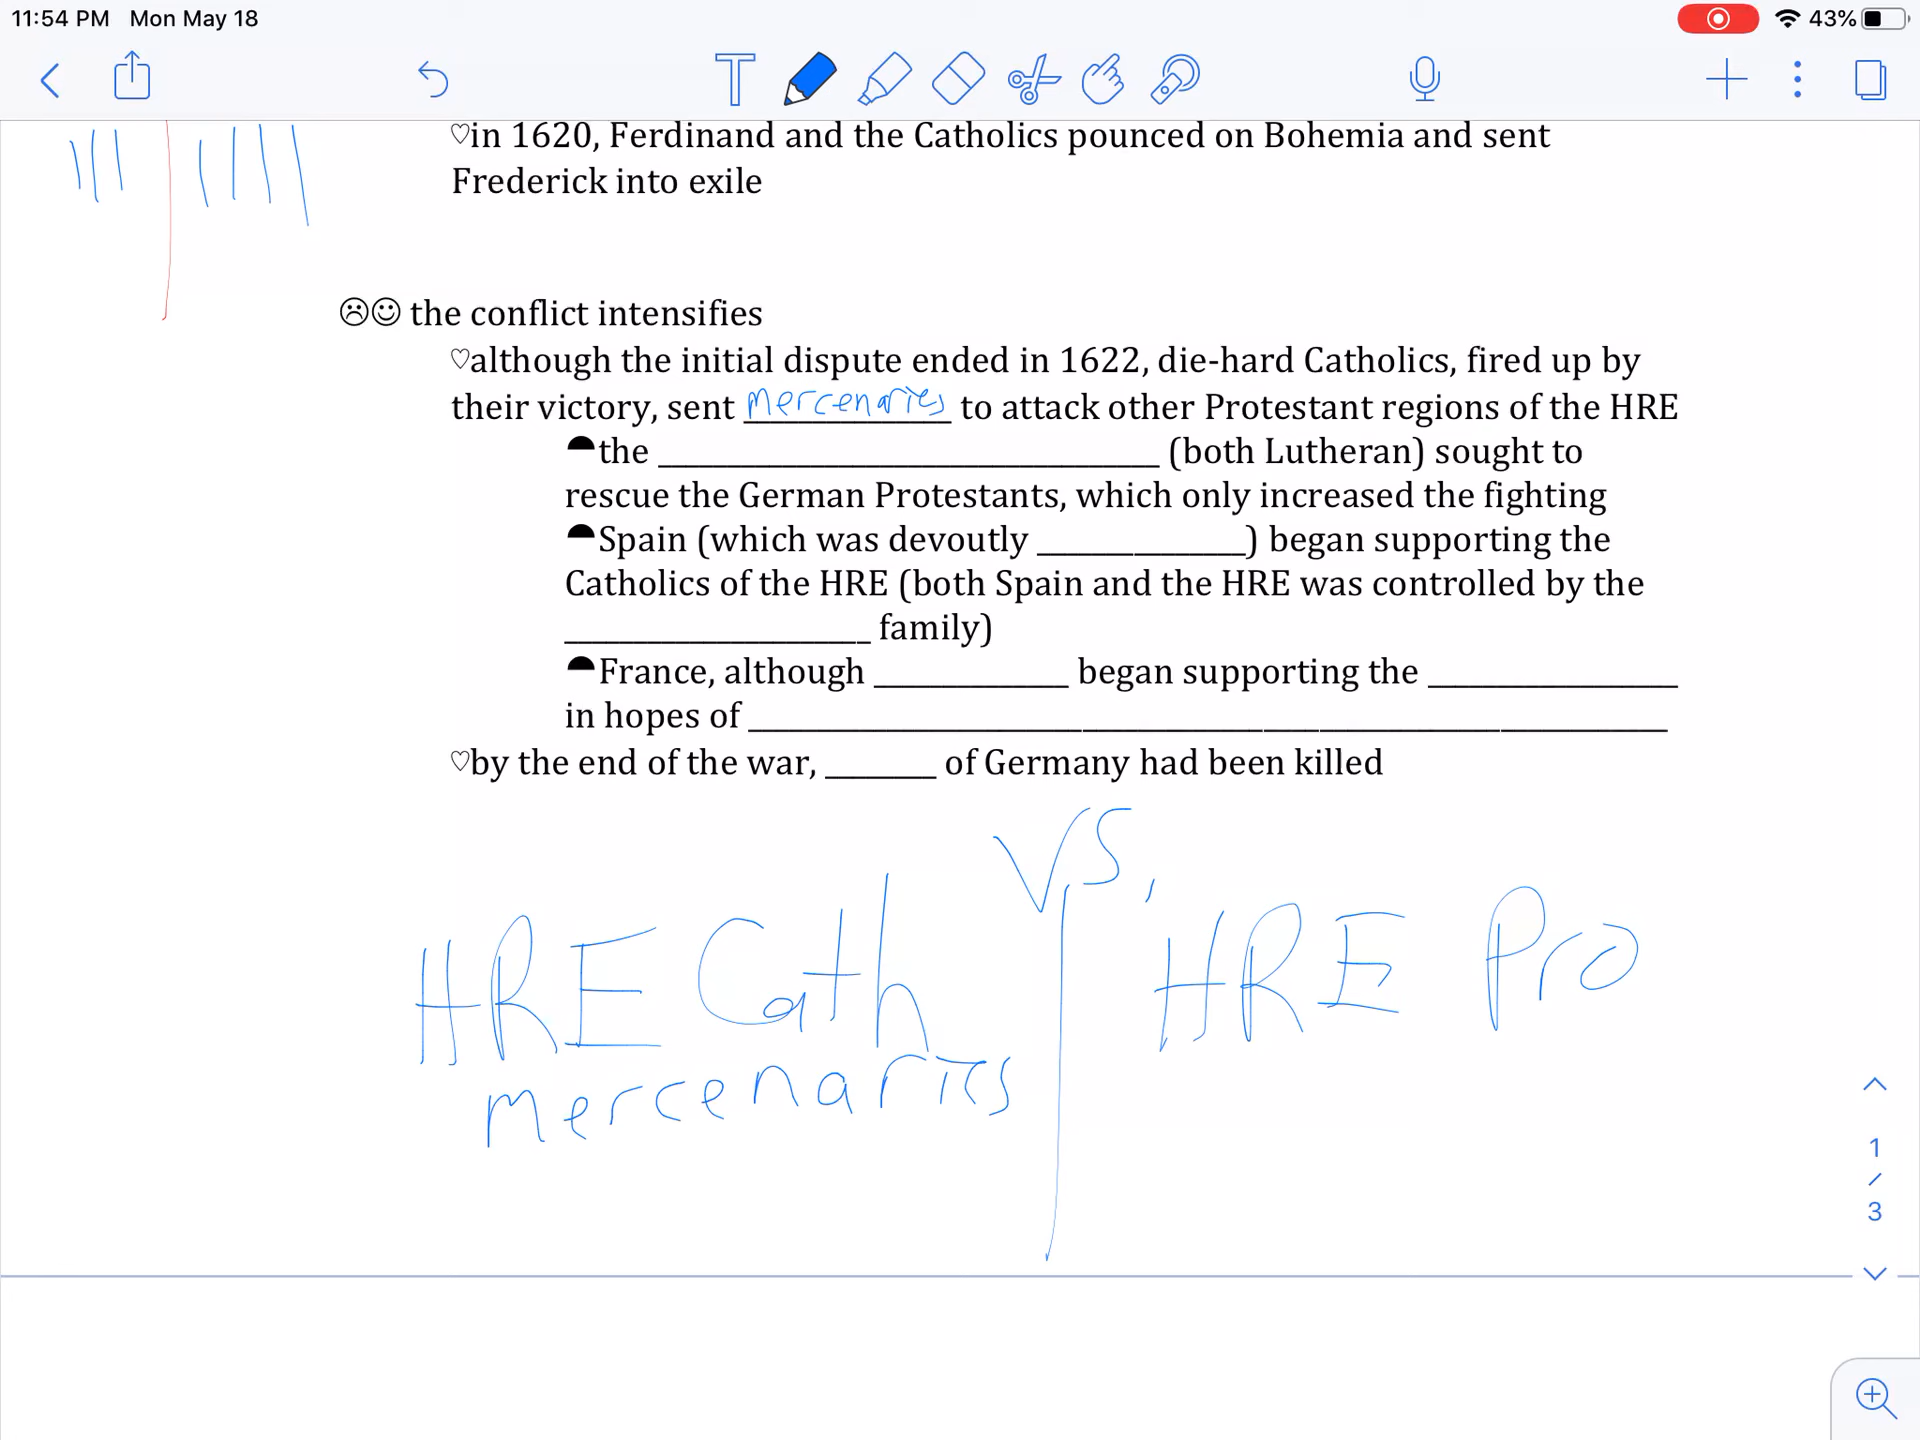 11:54 PM Mon May 18 43%
T
♡in 1620, Ferdinand and the Catholics pounced on Bohemia and sent
Frederick into exile
☹☺ the conflict intensifies
♡although the initial dispute ended in 1622, die-hard Catholics, fired up by
their victory, sent mercenaries to attack other Protestant regions of the HRE
the ____________________ (both Lutheran) sought to
rescue the German Protestants, which only increased the fighting
Spain (which was devoutly __________) began supporting the
Catholics of the HRE (both Spain and the HRE was controlled by the
______________ family)
France, although _________ began supporting the ____________
in hopes of ________________________________________
♡by the end of the war, _____ of Germany had been killed
VS,
HRE Cath HRE Pro
mercenaries
1
/
3